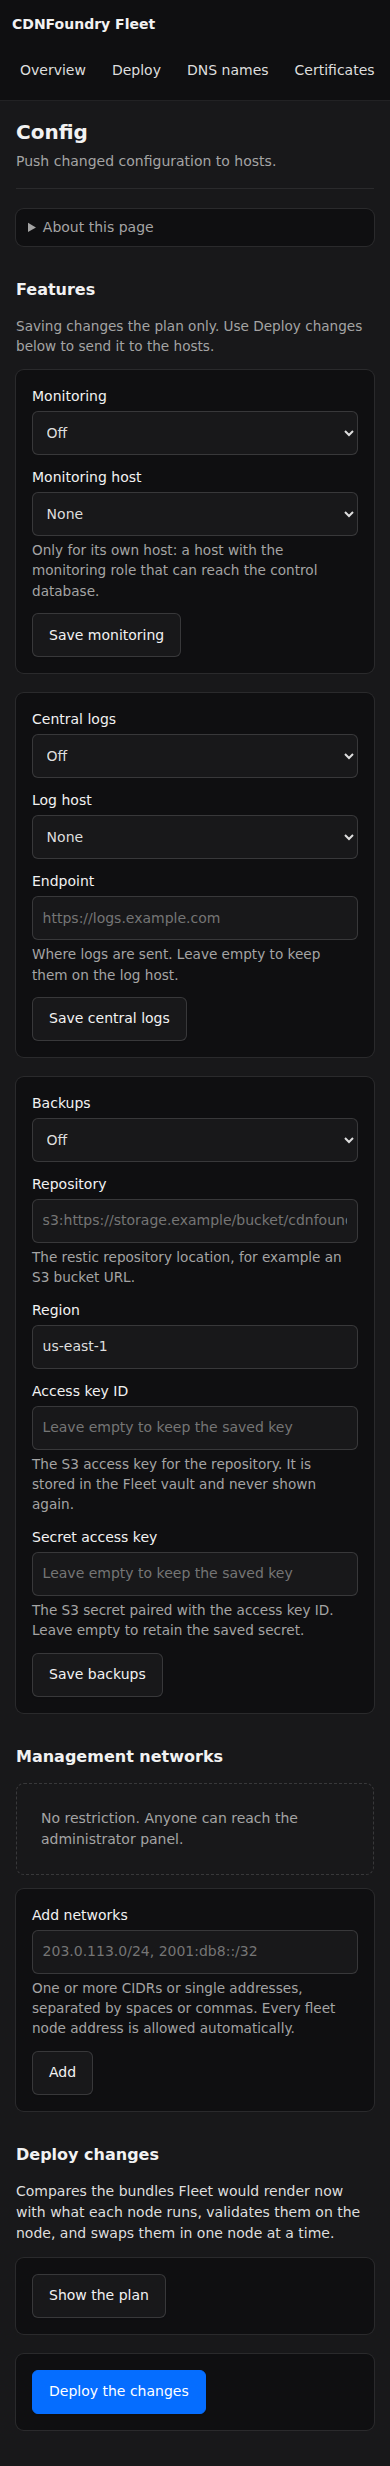 CDNFoundry Fleet
Overview Deploy DNS names Certificates
Config
Push changed configuration to hosts.
▶ About this page
Features
Saving changes the plan only. Use Deploy changes
below to send it to the hosts.
Monitoring
Off
Monitoring host
None
Only for its own host: a host with the
monitoring role that can reach the control
database.
Save monitoring
Central logs
Off
Log host
None
Endpoint
https://logs.example.com
Where logs are sent. Leave empty to keep
them on the log host.
Save central logs
Backups
Off
Repository
s3:https://storage.example/bucket/cdnfoun
The restic repository location, for example an
S3 bucket URL.
Region
us-east-1
Access key ID
Leave empty to keep the saved key
The S3 access key for the repository. It is
stored in the Fleet vault and never shown
again.
Secret access key
Leave empty to keep the saved key
The S3 secret paired with the access key ID.
Leave empty to retain the saved secret.
Save backups
Management networks
No restriction. Anyone can reach the
administrator panel.
Add networks
203.0.113.0/24, 2001:db8::/32
One or more CIDRs or single addresses,
separated by spaces or commas. Every fleet
node address is allowed automatically.
Add
Deploy changes
Compares the bundles Fleet would render now
with what each node runs, validates them on the
node, and swaps them in one node at a time.
Show the plan
Deploy the changes